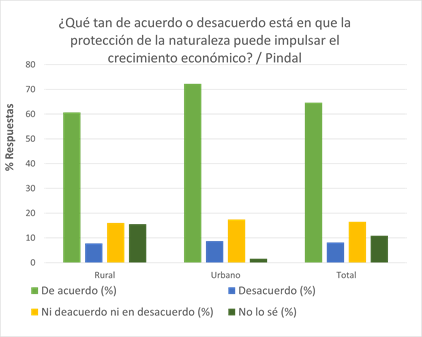 ¿Qué tan de acuerdo o desacuerdo está en que la
protección de la naturaleza puede impulsar el
crecimiento económico? / Pindal
80
70
60
50
40
30
20
10
0
% Respuestas
Rural Urbano Total
De acuerdo (%) Desacuerdo (%)
Ni deacuerdo ni en desacuerdo (%) No lo sé (%)